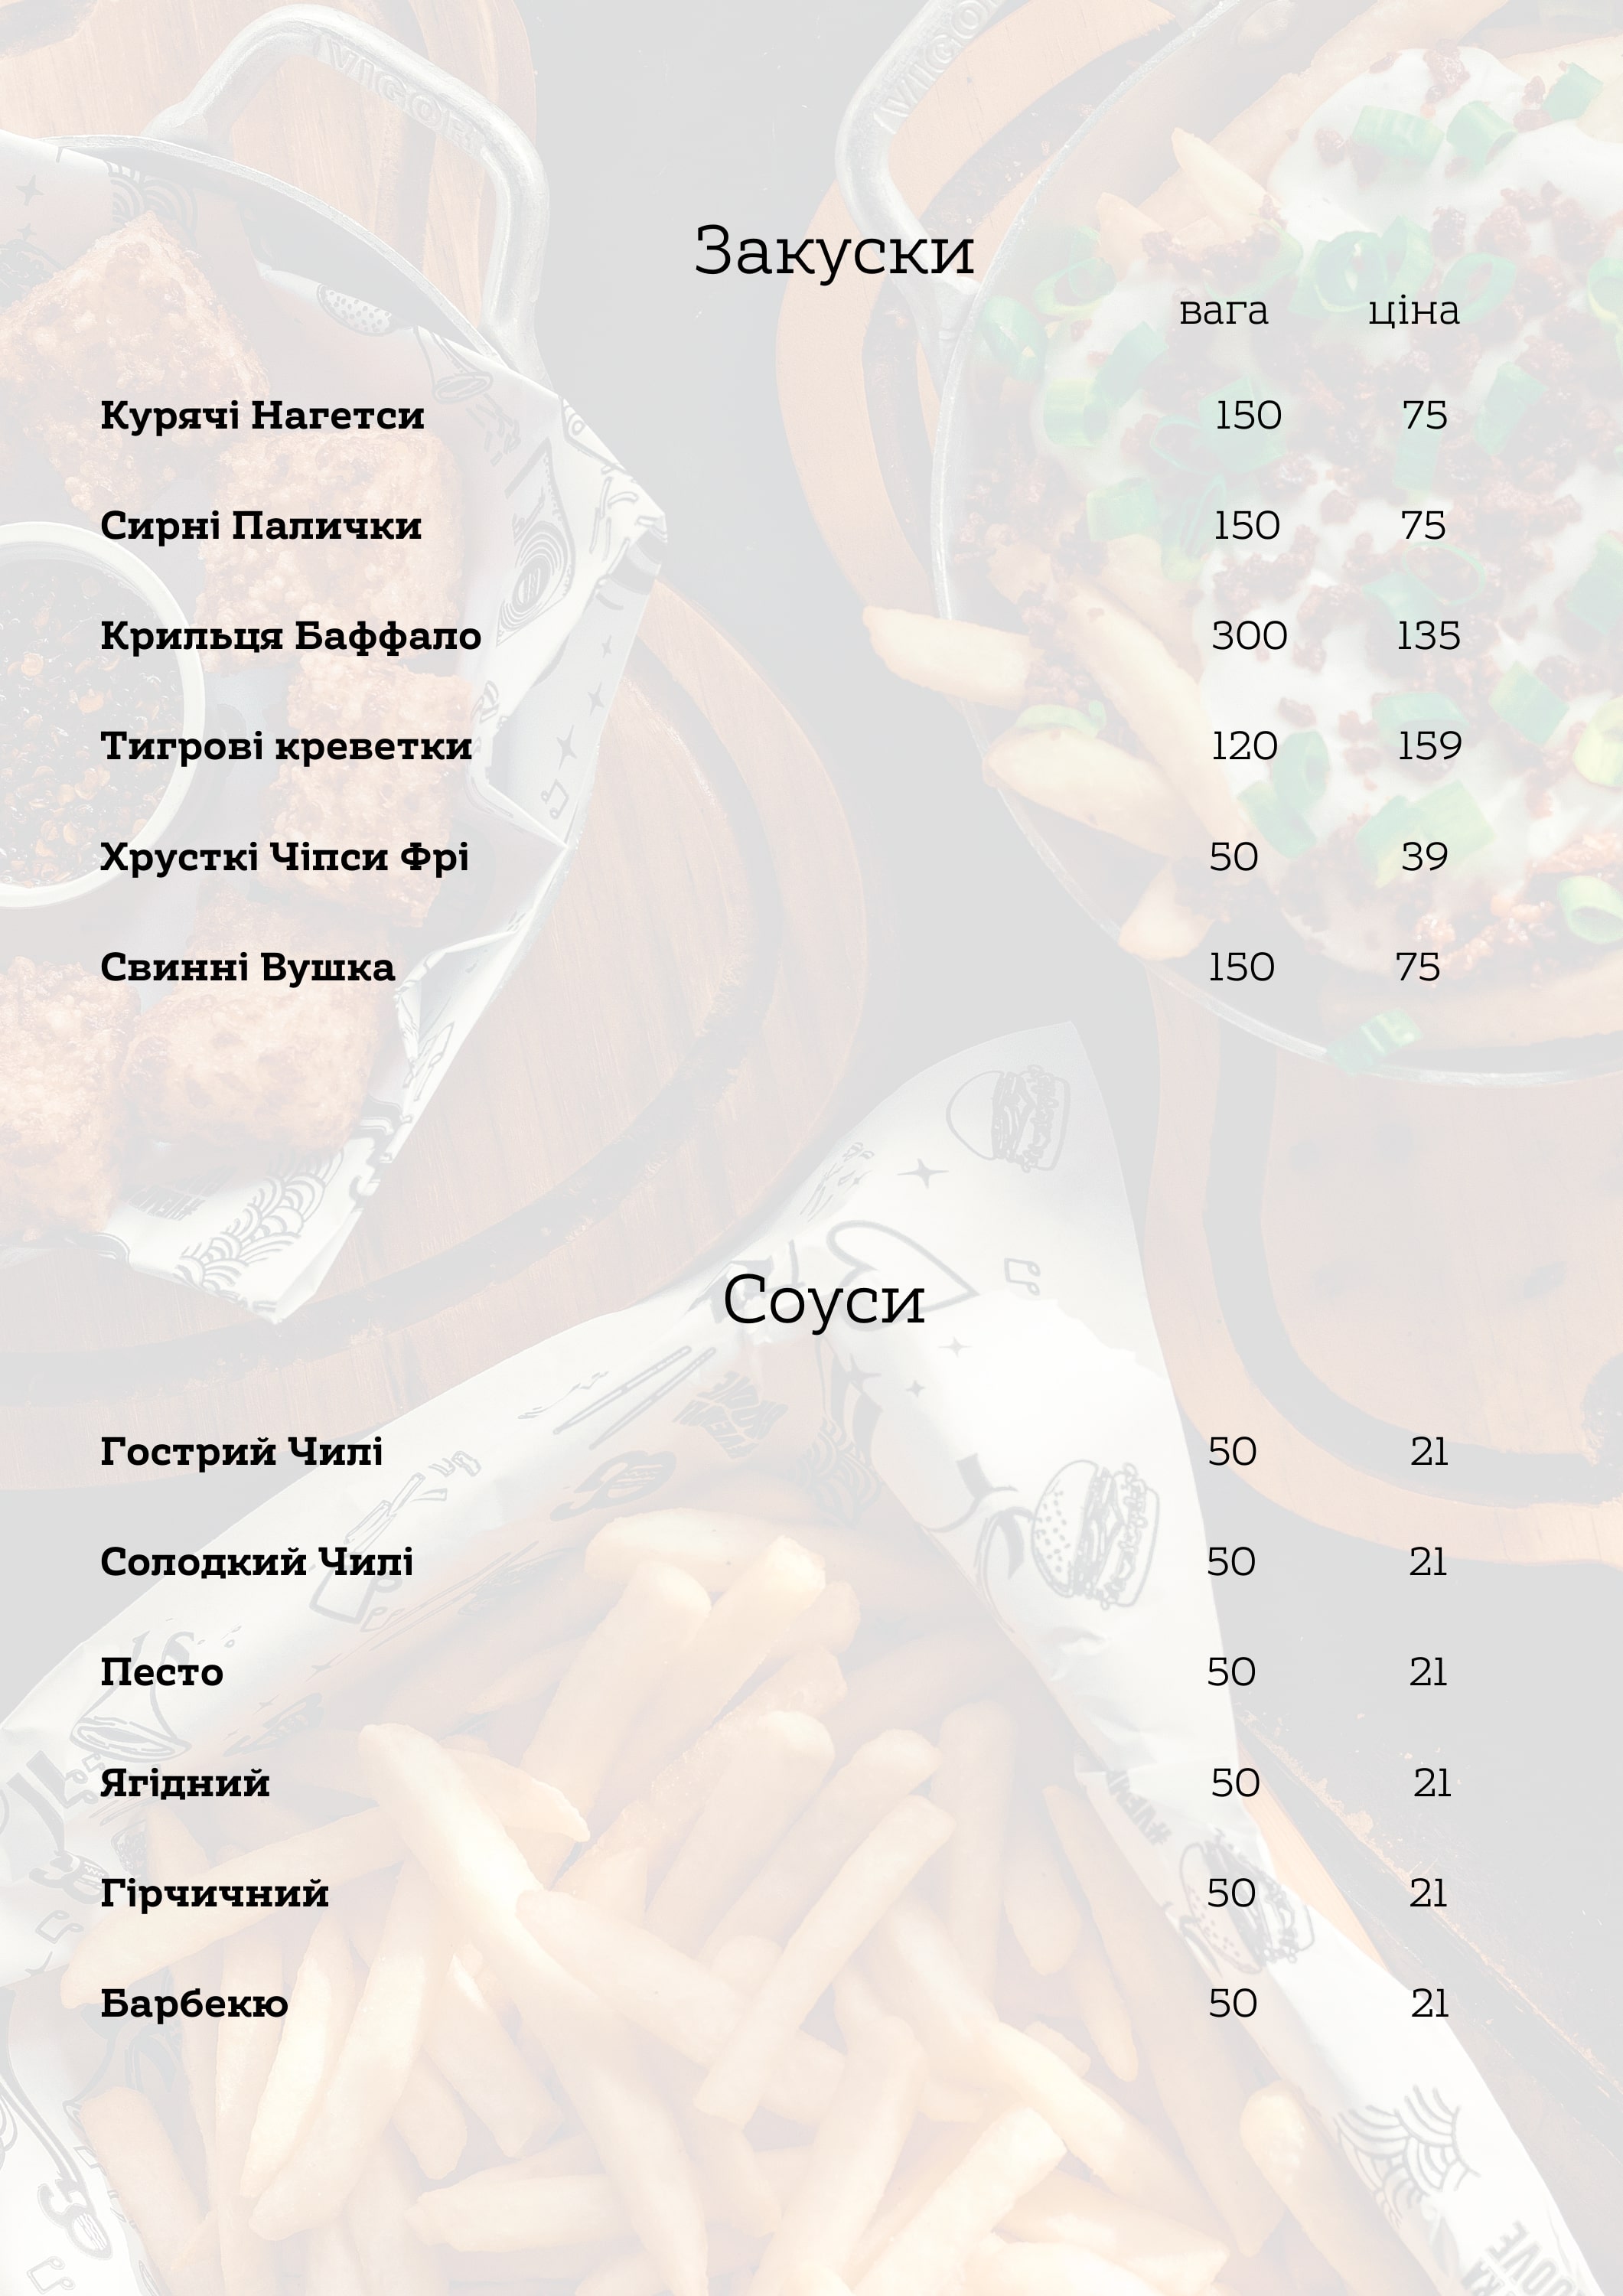 Закуски
вага ціна
Курячі Нагетси 150 75
Сирні Палички 150 75
Крильця Баффало 300 135
Тигрові креветки 120 159
Хрусткі Чіпси Фрі 50 39
Свинні Вушка 150 75
Соуси
Гострий Чилі 50 21
Солодкий Чилі 50 21
Песто 50 21
Ягідний 50 21
Гірчичний 50 21
Барбекю 50 21